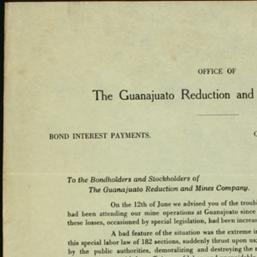 OFFICE OF
The Guanajuato Reduction and
BOND INTEREST PAYMENTS.
To the Bondholders and Stockholders of
The Guanajuato Reduction and Mines Company.
On the 12th of June we advised you of the troub
had been attending our mine operations at Guanajuato since
these losses, occasioned by special legislation, had been increas
A bad feature of the situation was the extreme is
this special labor law of 182 sections, suddenly thrust upon us
by the public authorities, demoralizing and destroying the